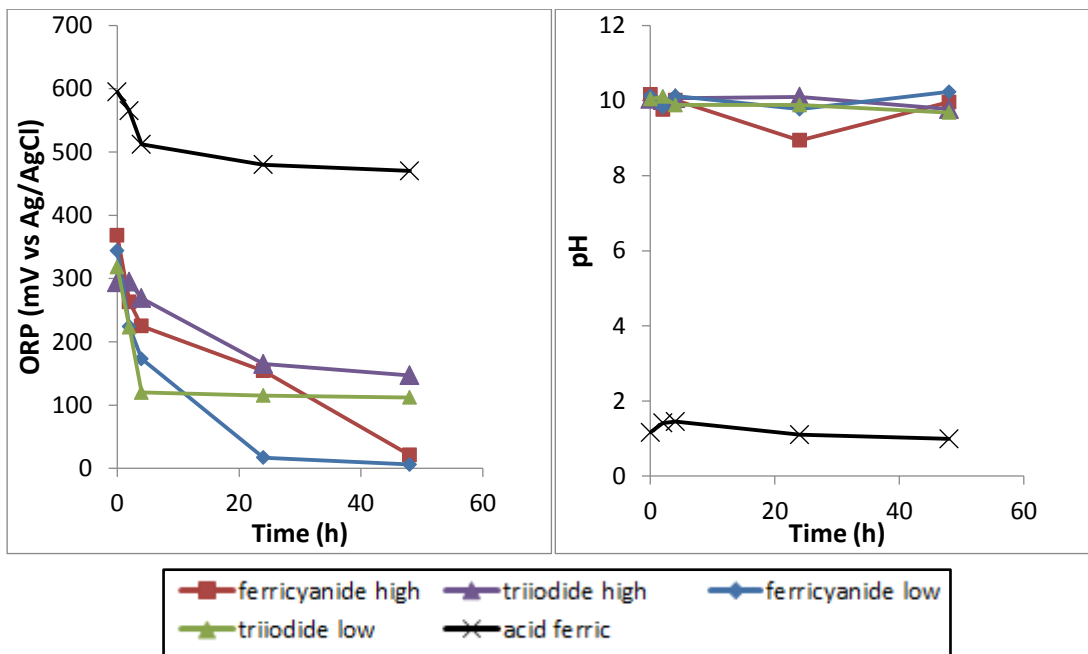 ORP (mV vs Ag/AgCl)
700
600
500
400
300
200
100
0
0 20 40 60
Time (h)
pH
12
10
8
6
4
2
0
0 20 40 60
Time (h)
ferricyanide high triiodide high ferricyanide low
triiodide low acid ferric